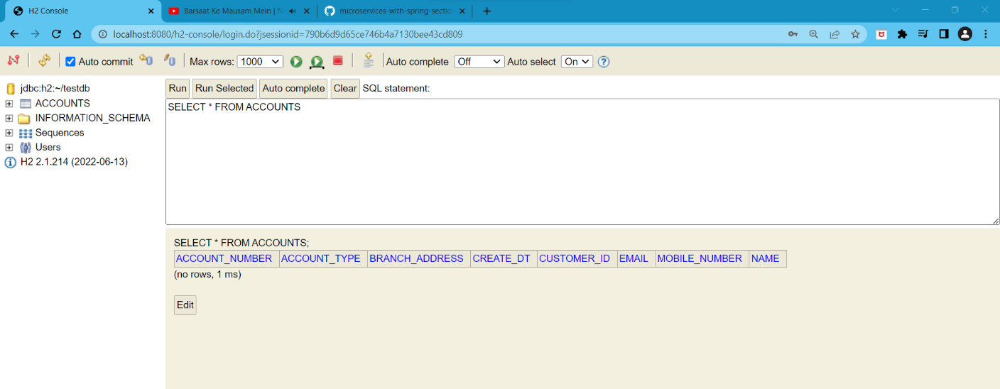 H2 Console
Barsaat Ke Mausam Mein |
microservices-with-spring-sectio
localhost:8080/h2-console/login.do?jsessionid=790b6d9d65ce746b4a7130bee43cd809
Auto commit
Max rows: 1000
Auto complete Off
Auto select On
jdbc:h2:~/testdb
ACCOUNTS
INFORMATION_SCHEMA
Sequences
Users
H2 2.1.214 (2022-06-13)
Run Run Selected Auto complete Clear SQL statement:
SELECT * FROM ACCOUNTS
SELECT * FROM ACCOUNTS;
ACCOUNT_NUMBER ACCOUNT_TYPE BRANCH_ADDRESS CREATE_DT CUSTOMER_ID EMAIL MOBILE_NUMBER NAME
(no rows, 1 ms)
Edit